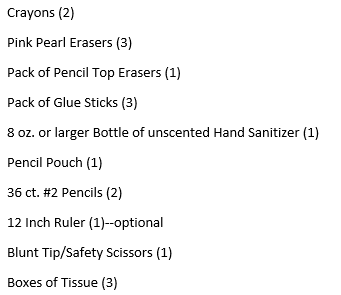 Crayons (2)
Pink Pearl Erasers (3)
Pack of Pencil Top Erasers (1)
Pack of Glue Sticks (3)
8 oz. or larger Bottle of unscented Hand Sanitizer (1)
Pencil Pouch (1)
36 ct. #2 Pencils (2)
12 Inch Ruler (1)--optional
Blunt Tip/Safety Scissors (1)
Boxes of Tissue (3)